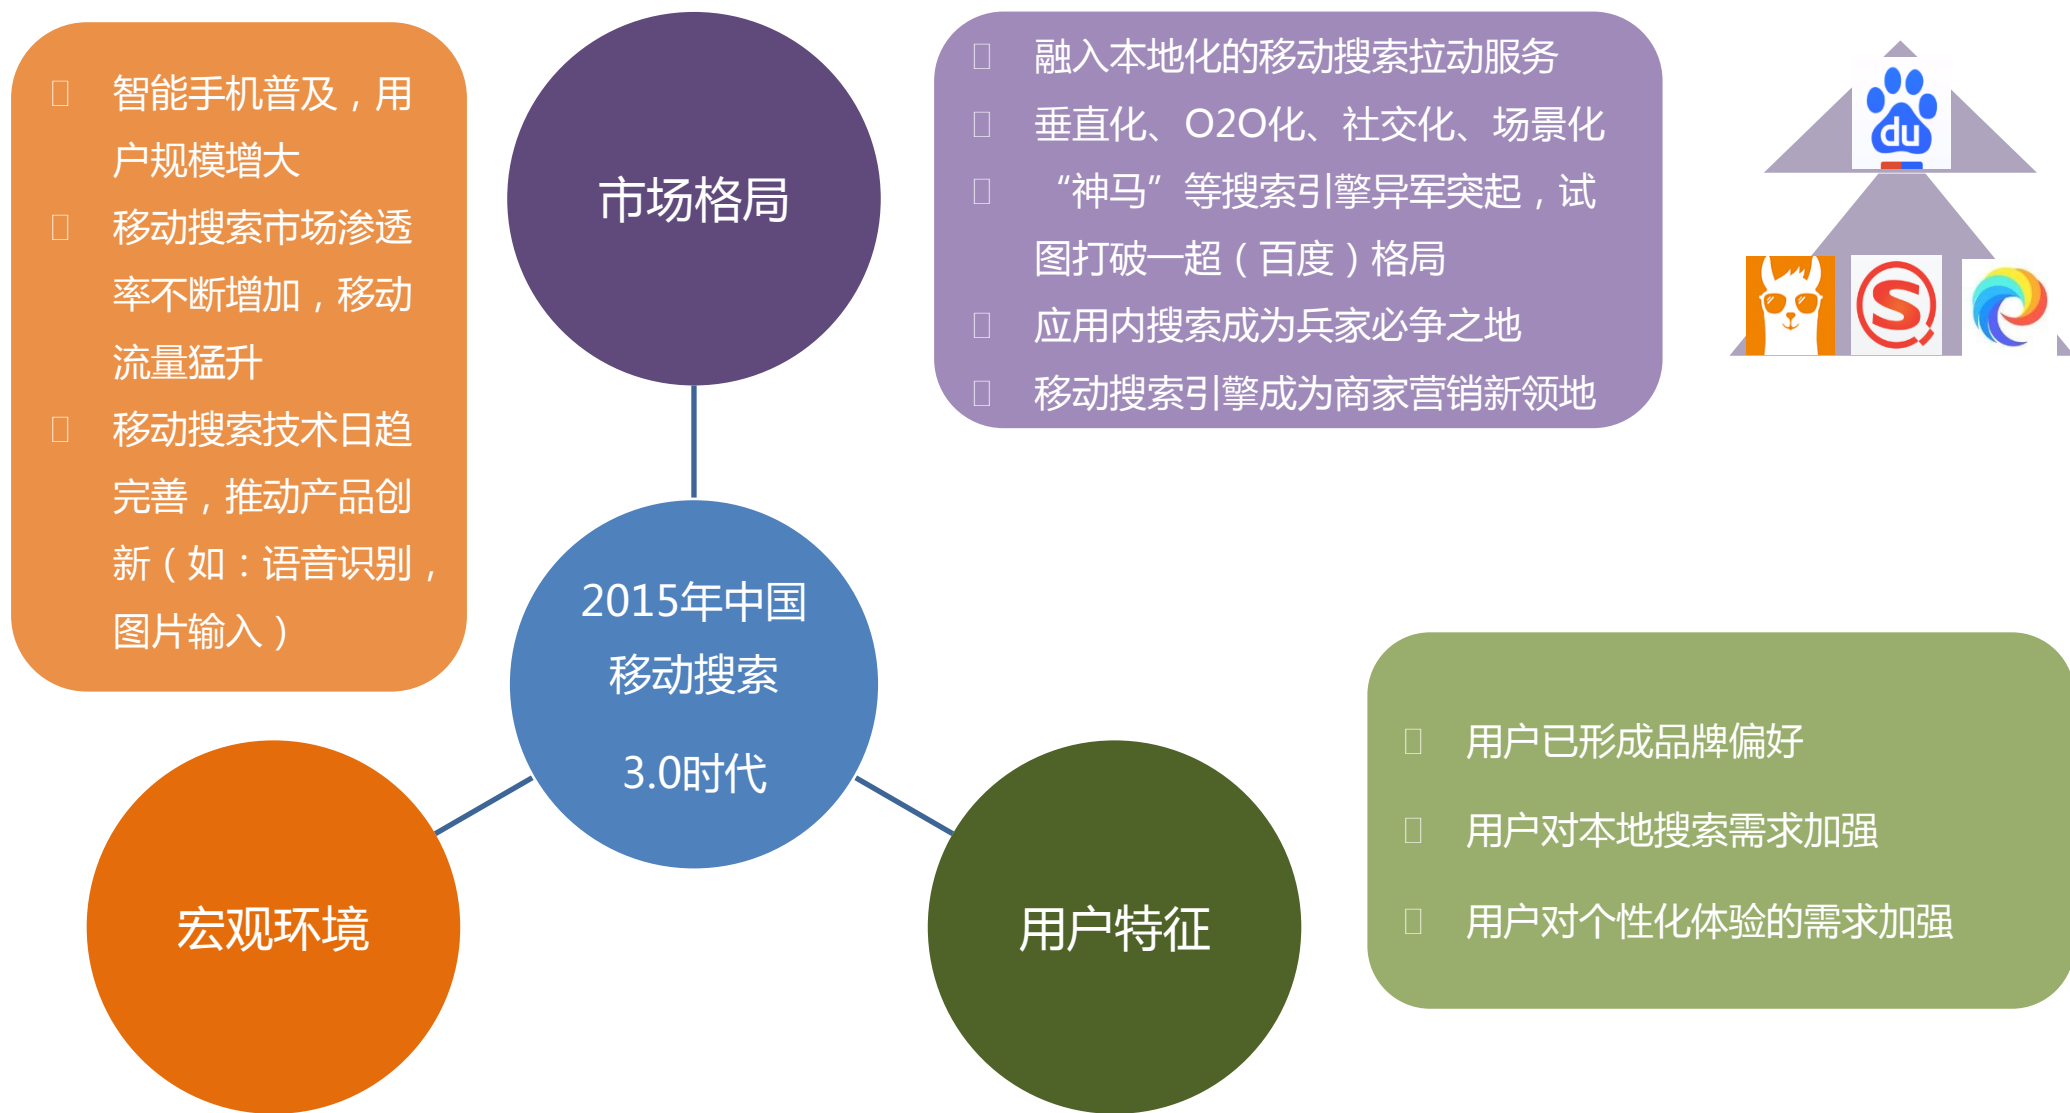 智能手机普及，用
户规模增大
移动搜索市场渗透
率不断增加，移动
流量猛升
移动搜索技术日趋
完善，推动产品创
新（如：语音识别，
图片输入）
市场格局
融入本地化的移动搜索拉动服务
垂直化、O2O化、社交化、场景化
“神马”等搜索引擎异军突起，试
图打破一超（百度）格局
应用内搜索成为兵家必争之地
移动搜索引擎成为商家营销新领地
du
S
2015年中国
移动搜索
3.0时代
宏观环境
用户特征
用户已形成品牌偏好
用户对本地搜索需求加强
用户对个性化体验的需求加强